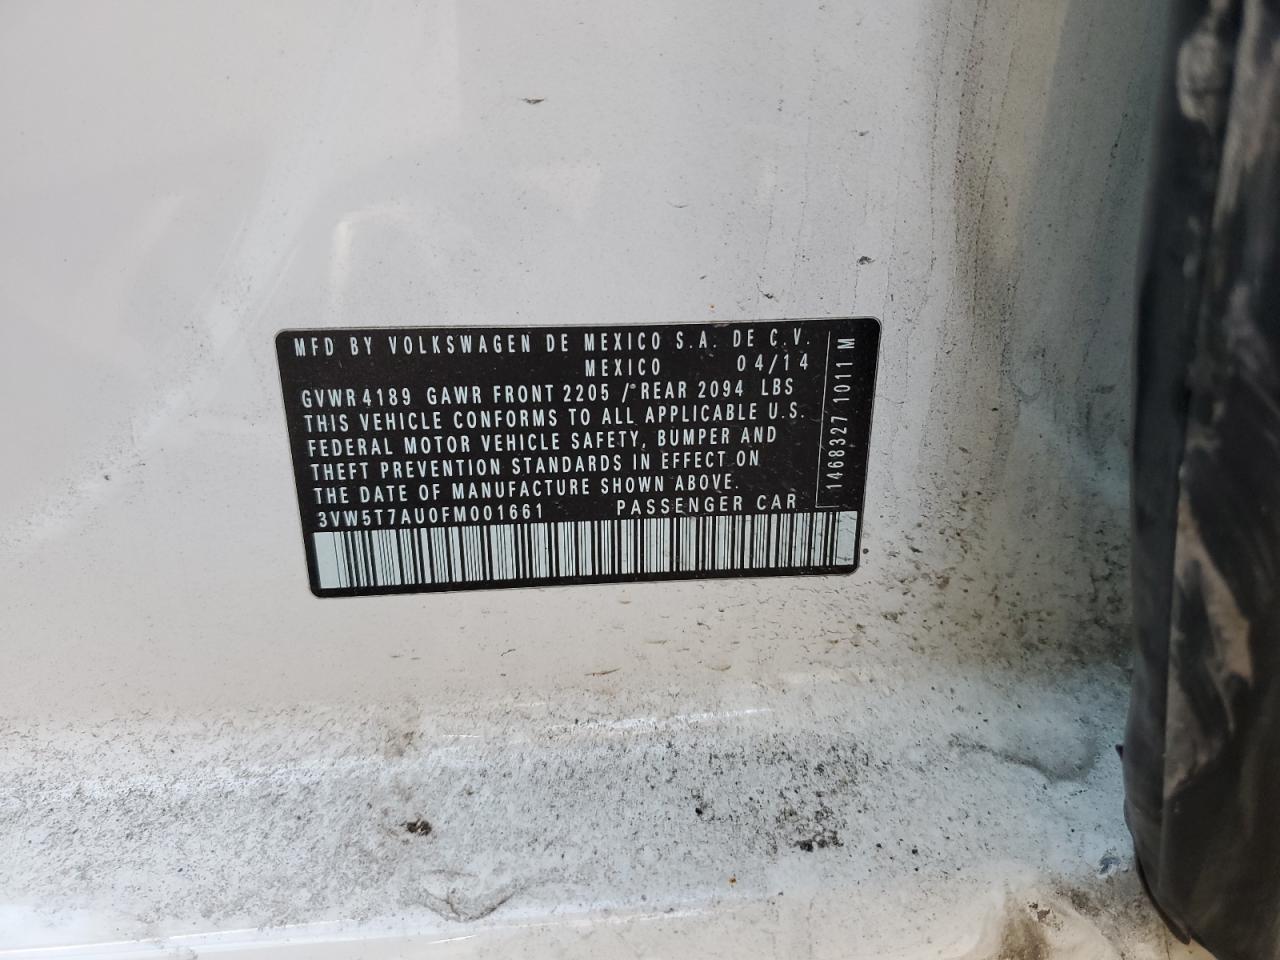 MFD BY VOLKSWAGEN DE MEXICO S.A. DE C.V.
MEXICO 04/14
GVWR 4189 GAWR FRONT 2205 / REAR 2094 LBS
THIS VEHICLE CONFORMS TO ALL APPLICABLE U.S.
FEDERAL MOTOR VEHICLE SAFETY, BUMPER AND
THEFT PREVENTION STANDARDS IN EFFECT ON
THE DATE OF MANUFACTURE SHOWN ABOVE.
3VW5T7AU0FM001661 PASSENGER CAR
1468327 1011 M